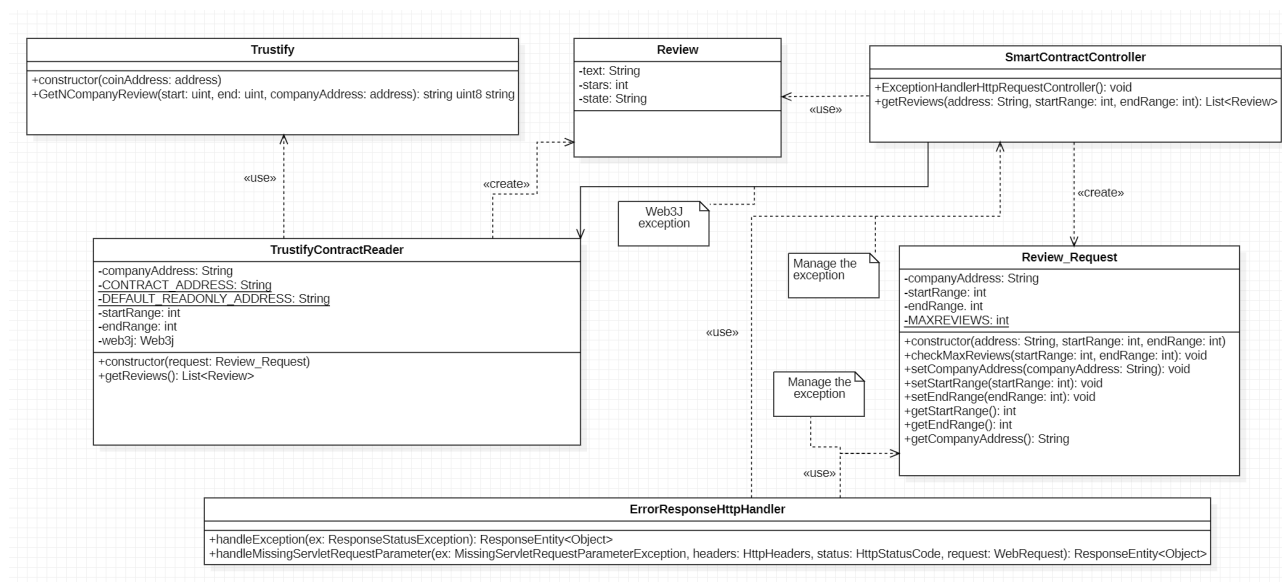 Trustify
+constructor(coinAddress: address)
+GetNCompanyReview(start: uint, end: uint, companyAddress: address): string uint8 string
Review
-text: String
-stars: int
-state: String
SmartContractController
+ExceptionHandlerHttpRequestController(): void
+getReviews(address: String, startRange: int, endRange: int): List<Review>
«use»
«use»
«create»
«create»
Web3J
exception
Manage the
exception
TrustifyContractReader
-companyAddress: String
-CONTRACT_ADDRESS: String
-DEFAULT_READONLY_ADDRESS: String
-startRange: int
-endRange: int
-web3j: Web3j
+constructor(request: Review_Request)
+getReviews(): List<Review>
Review_Request
-companyAddress: String
-startRange: int
-endRange. int
-MAXREVIEWS: int
+constructor(address: String, startRange: int, endRange: int)
+checkMaxReviews(startRange: int, endRange: int): void
+setCompanyAddress(companyAddress: String): void
+setStartRange(startRange: int): void
+setEndRange(endRange: int): void
+getStartRange(): int
+getEndRange(): int
+getCompanyAddress(): String
«use»
Manage the
exception
«use»
ErrorResponseHttpHandler
+handleException(ex: ResponseStatusException): ResponseEntity<Object>
+handleMissingServletRequestParameter(ex: MissingServletRequestParameterException, headers: HttpHeaders, status: HttpStatusCode, request: WebRequest): ResponseEntity<Object>